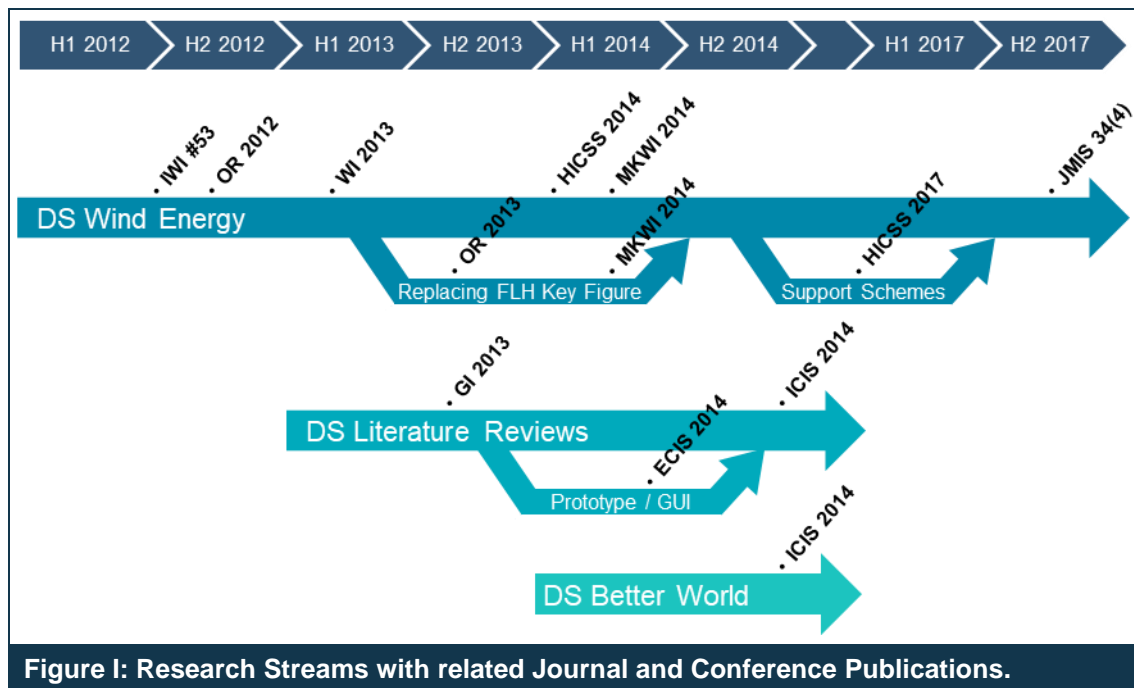 H1 2012
H2 2012
H1 2013
H2 2013
H1 2014
H2 2014
H1 2017
H2 2017
• IWI #53
• OR 2012
• WI 2013
• HICSS 2014
• MKWI 2014
• JMIS 34(4)
DS Wind Energy
• OR 2013
• MKWI 2014
• HICSS 2017
Replacing FLH Key Figure
Support Schemes
• GI 2013
• ICIS 2014
DS Literature Reviews
• ECIS 2014
Prototype / GUI
• ICIS 2014
DS Better World
Figure I: Research Streams with related Journal and Conference Publications.